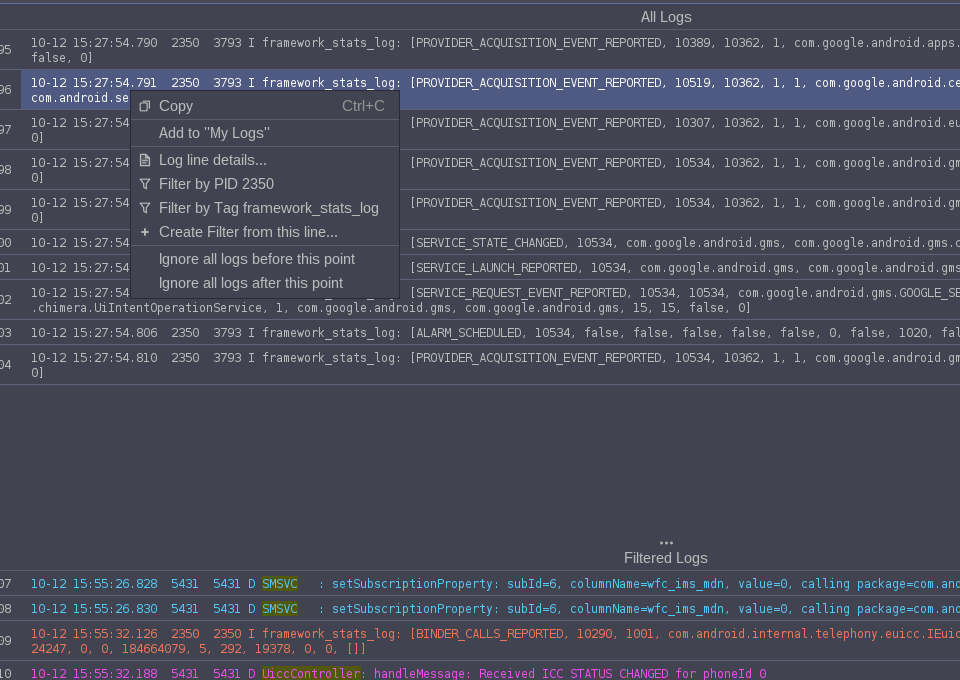 All Logs
95 10-12 15:27:54.790 2350 3793 I framework_stats_log: [PROVIDER_ACQUISITION_EVENT_REPORTED, 10389, 10362, 1, com.google.android.apps.
false, 0]
96 10-12 15:27:54.791 2350 3793 I framework_stats_log: [PROVIDER_ACQUISITION_EVENT_REPORTED, 10519, 10362, 1, 1, com.google.android.ce
com.android.se
Copy Ctrl+C
Add to "My Logs"
97 10-12 15:27:54 [PROVIDER_ACQUISITION_EVENT_REPORTED, 10307, 10362, 1, 1, com.google.android.eu
0]
Log line details...
98 10-12 15:27:54 [PROVIDER_ACQUISITION_EVENT_REPORTED, 10534, 10362, 1, 1, com.google.android.gm
0]
Filter by PID 2350
99 10-12 15:27:54 [PROVIDER_ACQUISITION_EVENT_REPORTED, 10534, 10362, 1, 1, com.google.android.gm
0]
Filter by Tag framework_stats_log
Create Filter from this line...
00 10-12 15:27:54 [SERVICE_STATE_CHANGED, 10534, com.google.android.gms, com.google.android.gms.c
Ignore all logs before this point
01 10-12 15:27:54 [SERVICE_LAUNCH_REPORTED, 10534, com.google.android.gms, com.google.android.gms
Ignore all logs after this point
02 10-12 15:27:54 [SERVICE_REQUEST_EVENT_REPORTED, 10534, 10534, com.google.android.gms.GOOGLE_SE
.chimera.UiIntentOperationService, 1, com.google.android.gms, com.google.android.gms, 15, 15, false, 0]
03 10-12 15:27:54.806 2350 3793 I framework_stats_log: [ALARM_SCHEDULED, 10534, false, false, false, false, false, 0, false, 1020, fal
04 10-12 15:27:54.810 2350 3793 I framework_stats_log: [PROVIDER_ACQUISITION_EVENT_REPORTED, 10534, 10362, 1, 1, com.google.android.gm
0]
Filtered Logs
07 10-12 15:55:26.828 5431 5431 D SMSVC : setSubscriptionProperty: subId=6, columnName=wfc_ims_mdn, value=0, calling package=com.and
08 10-12 15:55:26.830 5431 5431 D SMSVC : setSubscriptionProperty: subId=6, columnName=wfc_ims_mdn, value=0, calling package=com.and
09 10-12 15:55:32.126 2350 2350 I framework_stats_log: [BINDER_CALLS_REPORTED, 10290, 1001, com.android.internal.telephony.euicc.IEuic
24247, 0, 0, 184664079, 5, 292, 19378, 0, 0, []]
10 10-12 15:55:32.188 5431 5431 D UiccController: handleMessage: Received ICC STATUS CHANGED for phoneId 0